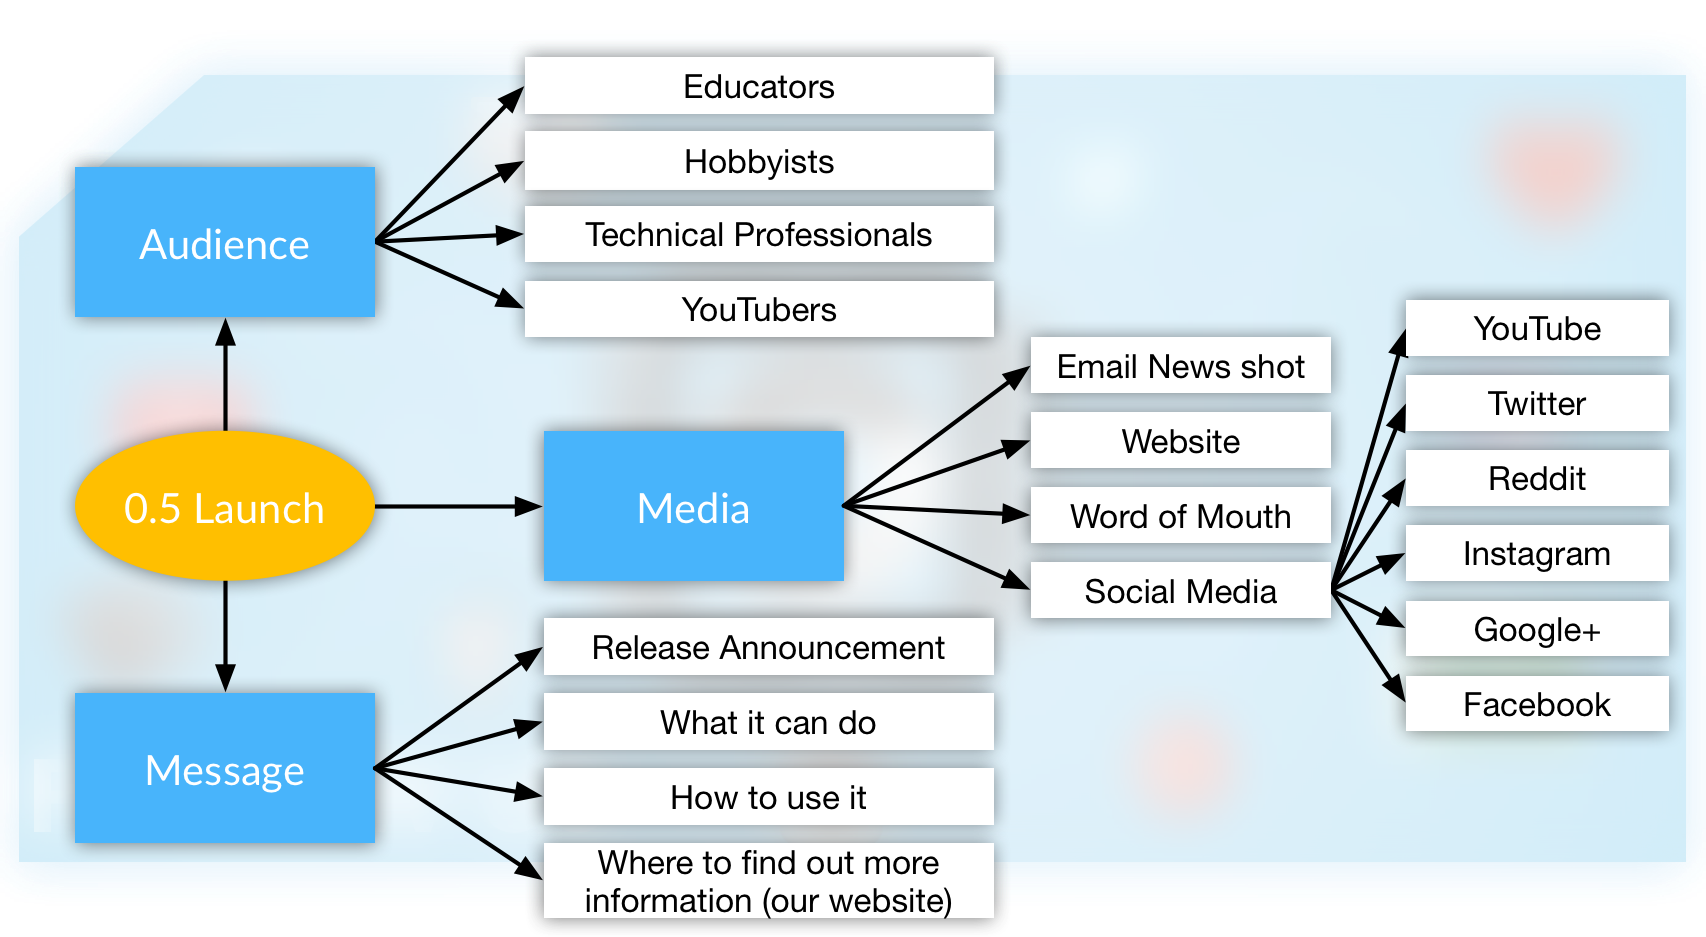 Educators
Hobbyists
Audience
Technical Professionals
YouTubers
YouTube
Email News shot
Twitter
Website
Reddit
0.5 Launch
Media
Word of Mouth
Instagram
Social Media
Google+
Release Announcement
Facebook
What it can do
Message
How to use it
Where to find out more
information (our website)